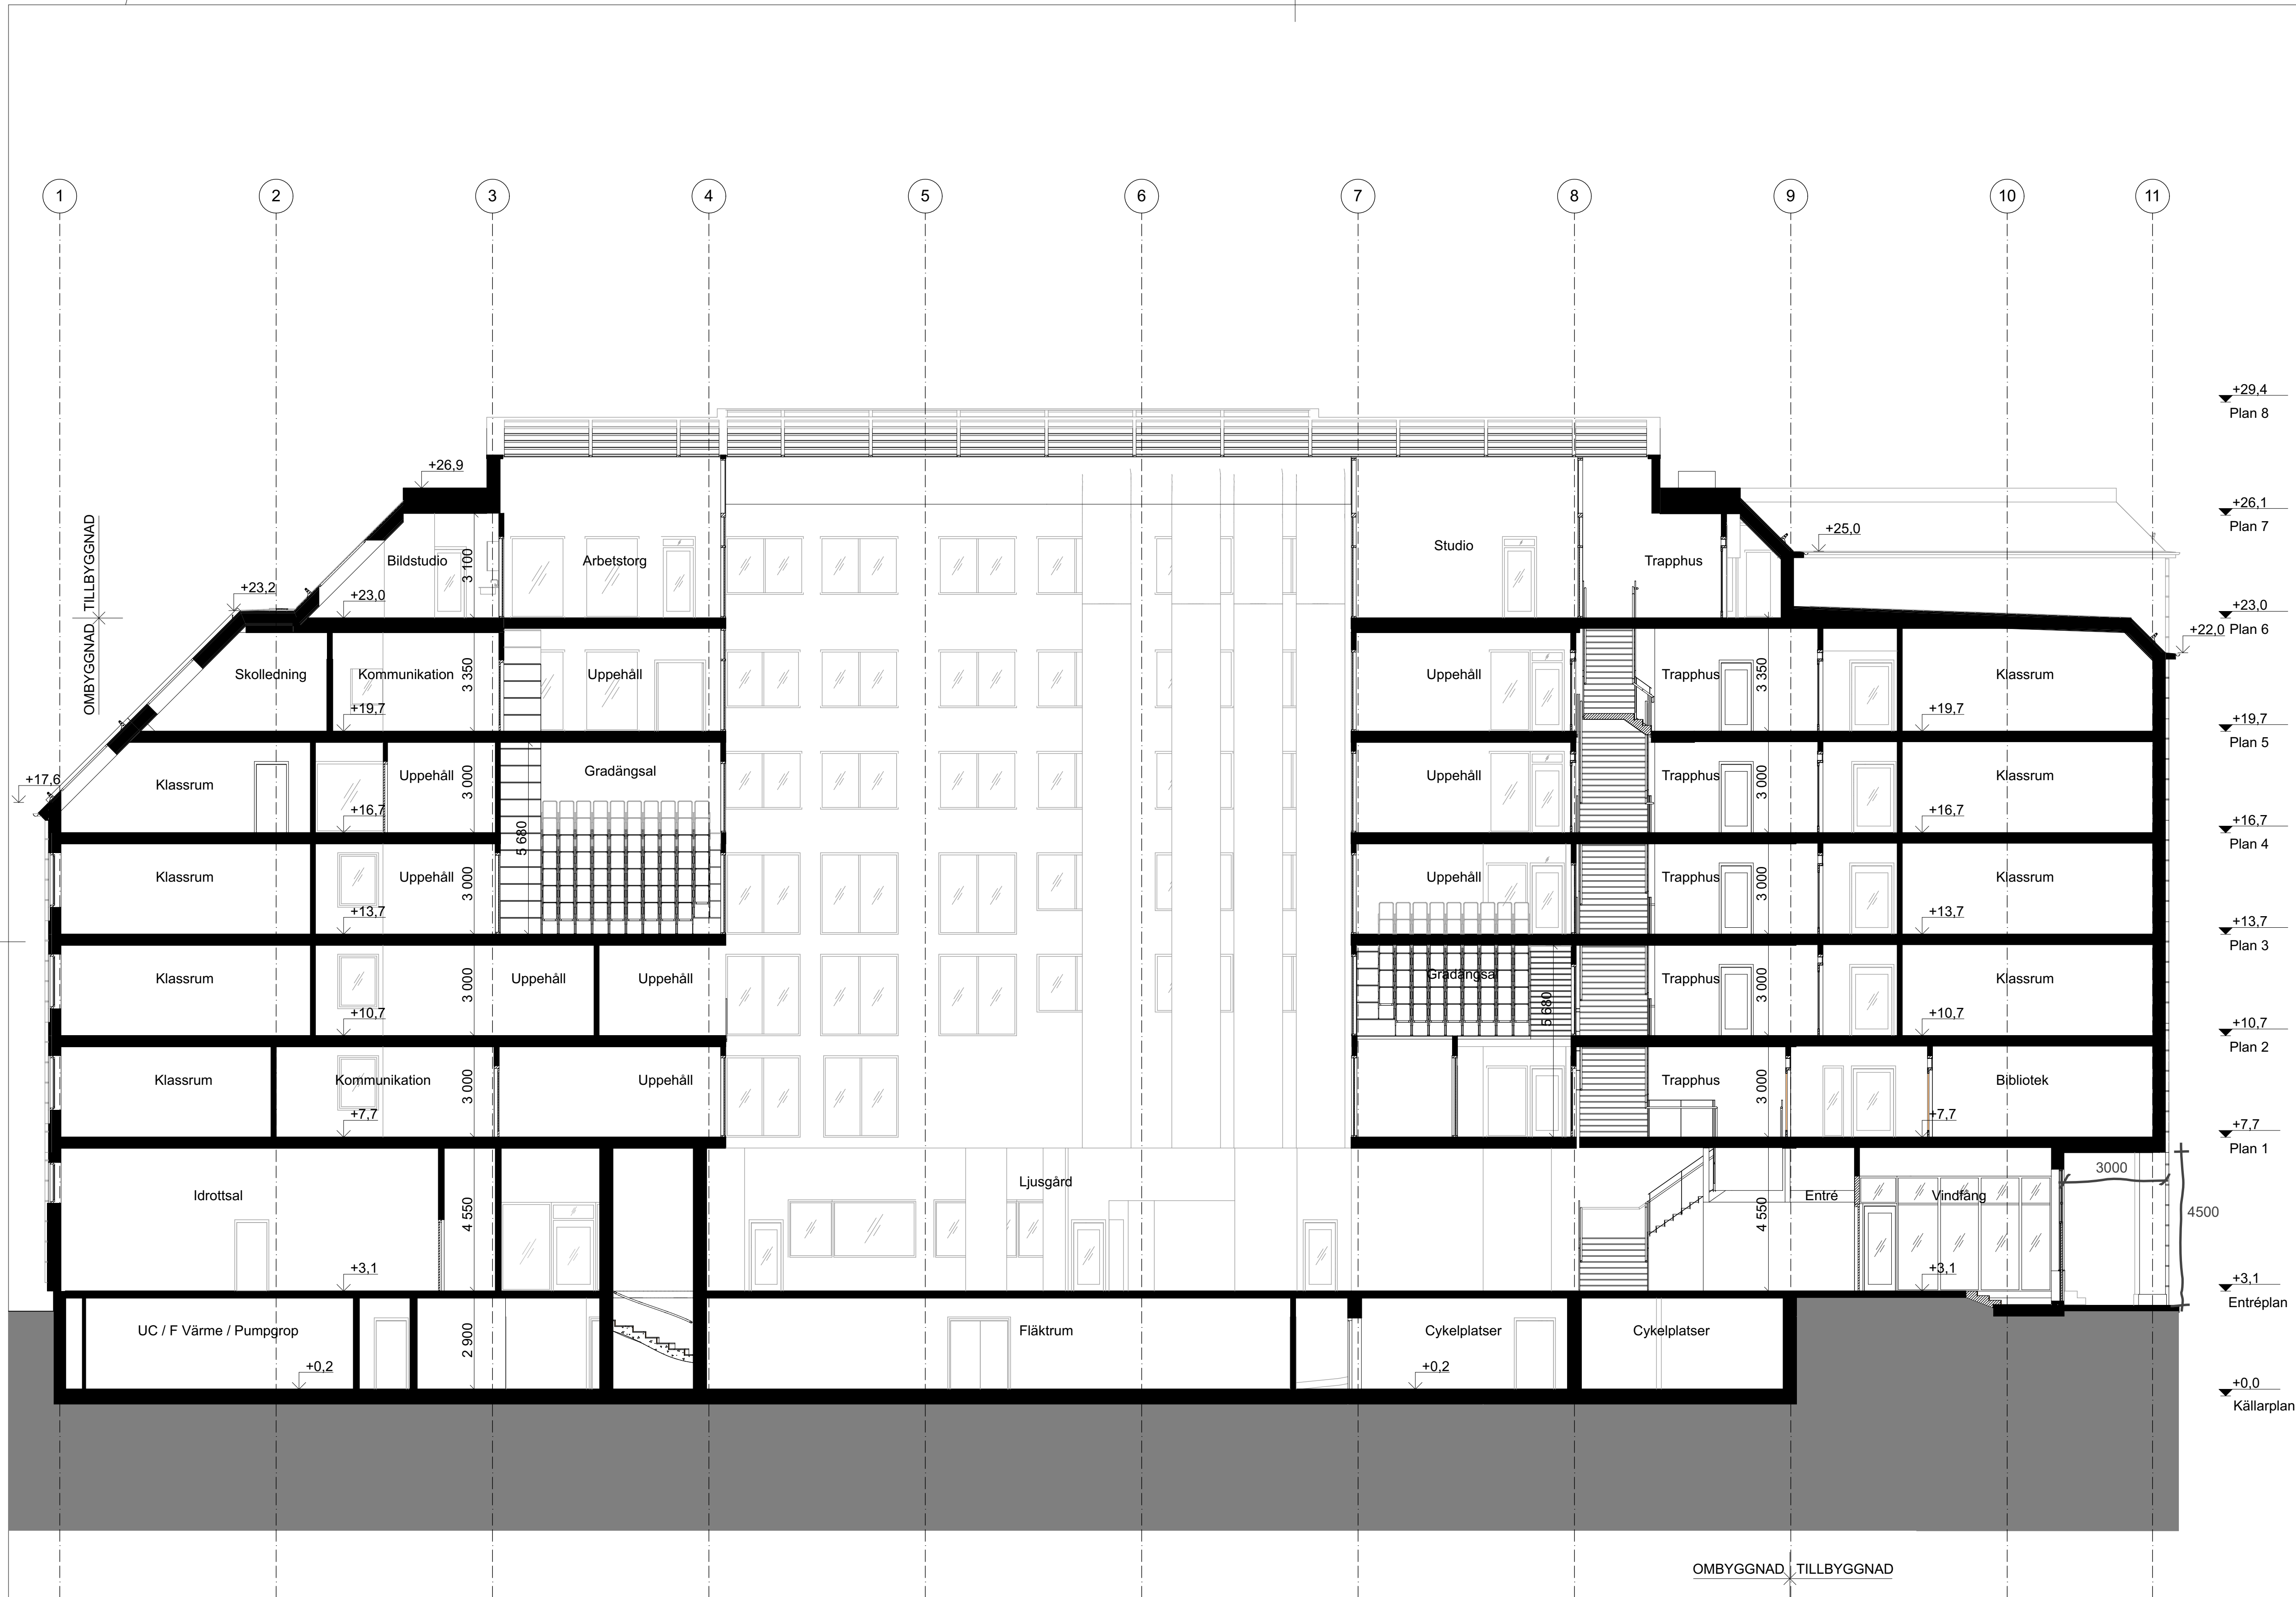 1 2 3 4 5 6 7 8 9 10 11
+29,4
Plan 8
+26,9
+26,1
Plan 7
+25,0
OMBYGGNAD TILLBYGGNAD
Bildstudio
3 100
Arbetstorg
Studio
Trapphus
+23,2
+23,0
+23,0
Plan 6
+22,0
Skolledning
Kommunikation
3 350
Uppehåll
Uppehåll
Trapphus
3 350
Klassrum
+19,7
+19,7
+19,7
Plan 5
+17,6
Klassrum
Uppehåll
3 000
Gradängsal
Uppehåll
Trapphus
3 000
Klassrum
+16,7
+16,7
+16,7
Plan 4
5 680
Klassrum
Uppehåll
3 000
Uppehåll
Trapphus
3 000
Klassrum
+13,7
+13,7
+13,7
Plan 3
Klassrum
3 000
Uppehåll
Uppehåll
Gradängsal
5 680
Trapphus
3 000
Klassrum
+10,7
+10,7
+10,7
Plan 2
Klassrum
Kommunikation
3 000
Uppehåll
Trapphus
3 000
Bibliotek
+7,7
+7,7
+7,7
Plan 1
Idrottsal
4 550
Ljusgård
4 550
Entré
Vindfång
3000
4500
+3,1
+3,1
+3,1
Entréplan
UC / F Värme / Pumpgrop
2 900
Fläktrum
Cykelplatser
Cykelplatser
+0,2
+0,2
+0,0
Källarplan
OMBYGGNAD TILLBYGGNAD